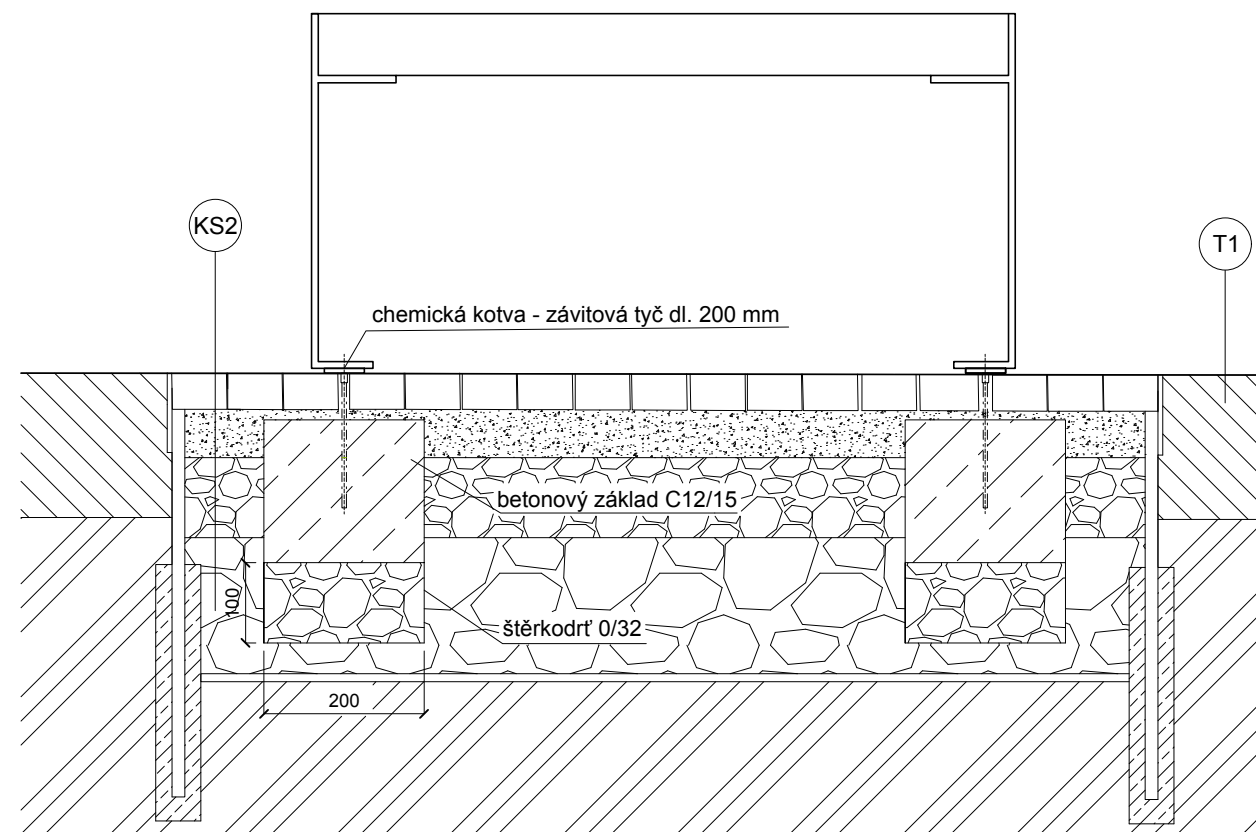 KS2
T1
chemická kotva - závitová tyč dl. 200 mm
betonový základ C12/15
100
štěrkodrť 0/32
200